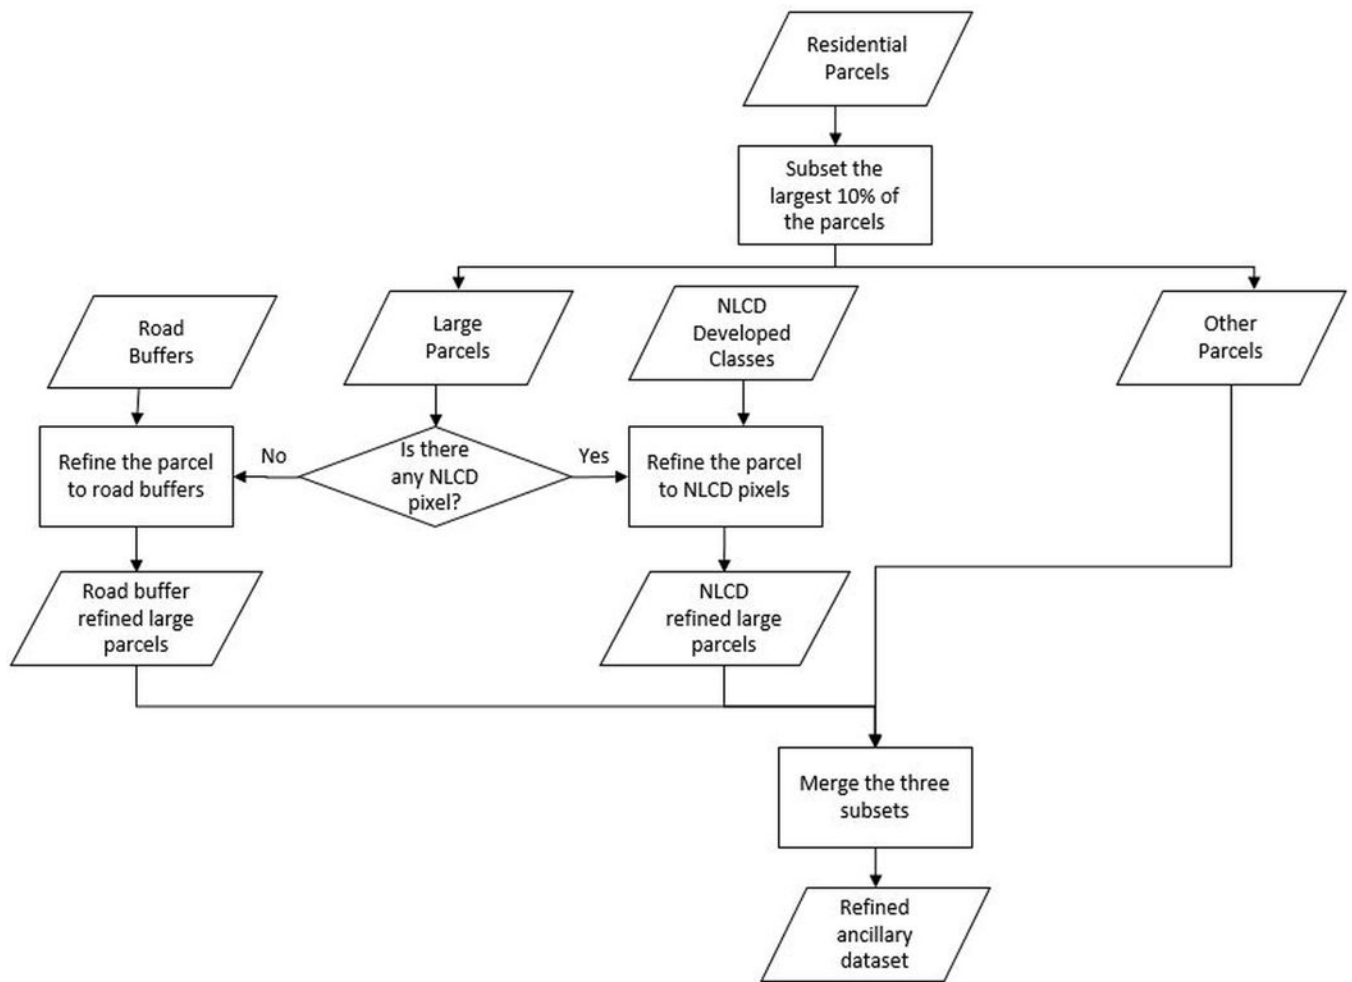 Residential
Parcels
Subset the
largest 10% of
the parcels
Road
Buffers
Large
Parcels
NLCD
Developed
Classes
Other
Parcels
Refine the parcel
to road buffers
No
Is there
any NLCD
pixel?
Yes
Refine the parcel
to NLCD pixels
Road buffer
refined large
parcels
NLCD
refined large
parcels
Merge the three
subsets
Refined
ancillary
dataset